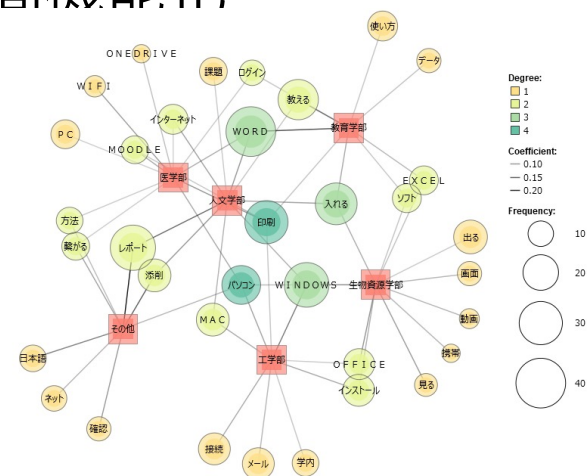 使い方
ＯＮＥＤＲＩＶＥ
データ
課題
ログイン
ＷＩＦＩ
教える
インターネット
ＷＯＲＤ
教育学部
ＰＣ
ＭＯＯＤＬＥ
医学部
ＥＸＣＥＬ
人文学部
入れる
ソフト
方法
印刷
繋がる
レポート
出る
添削
画面
パソコン
ＷＩＮＤＯＷＳ
生物資源学部
ＭＡＣ
動画
その他
携帯
日本語
工学部
ＯＦＦＩＣＥ
見る
インストール
ネット
確認
接続
メール
学内
Degree:
1
2
3
4
Coefficient:
0.10
0.15
0.20
Frequency:
10
20
30
40